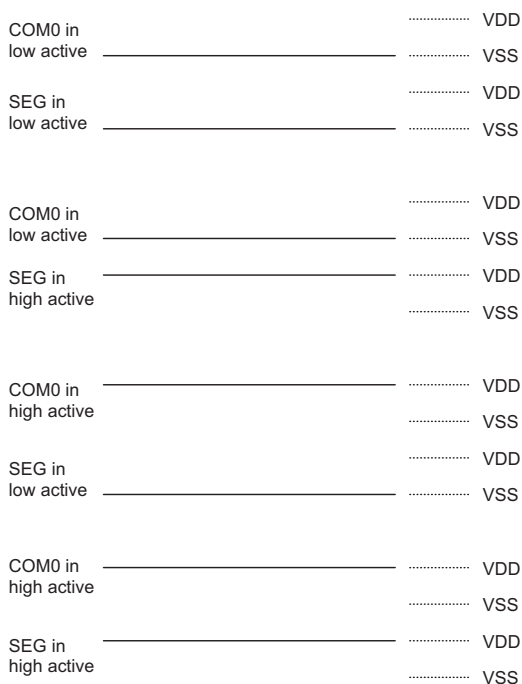 VDD
COM0 in
low active
VSS
VDD
SEG in
low active
VSS
VDD
COM0 in
low active
VSS
VDD
SEG in
high active
VSS
VDD
COM0 in
high active
VSS
VDD
SEG in
low active
VSS
COM0 in
VDD
high active
VSS
VDD
SEG in
high active
VSS